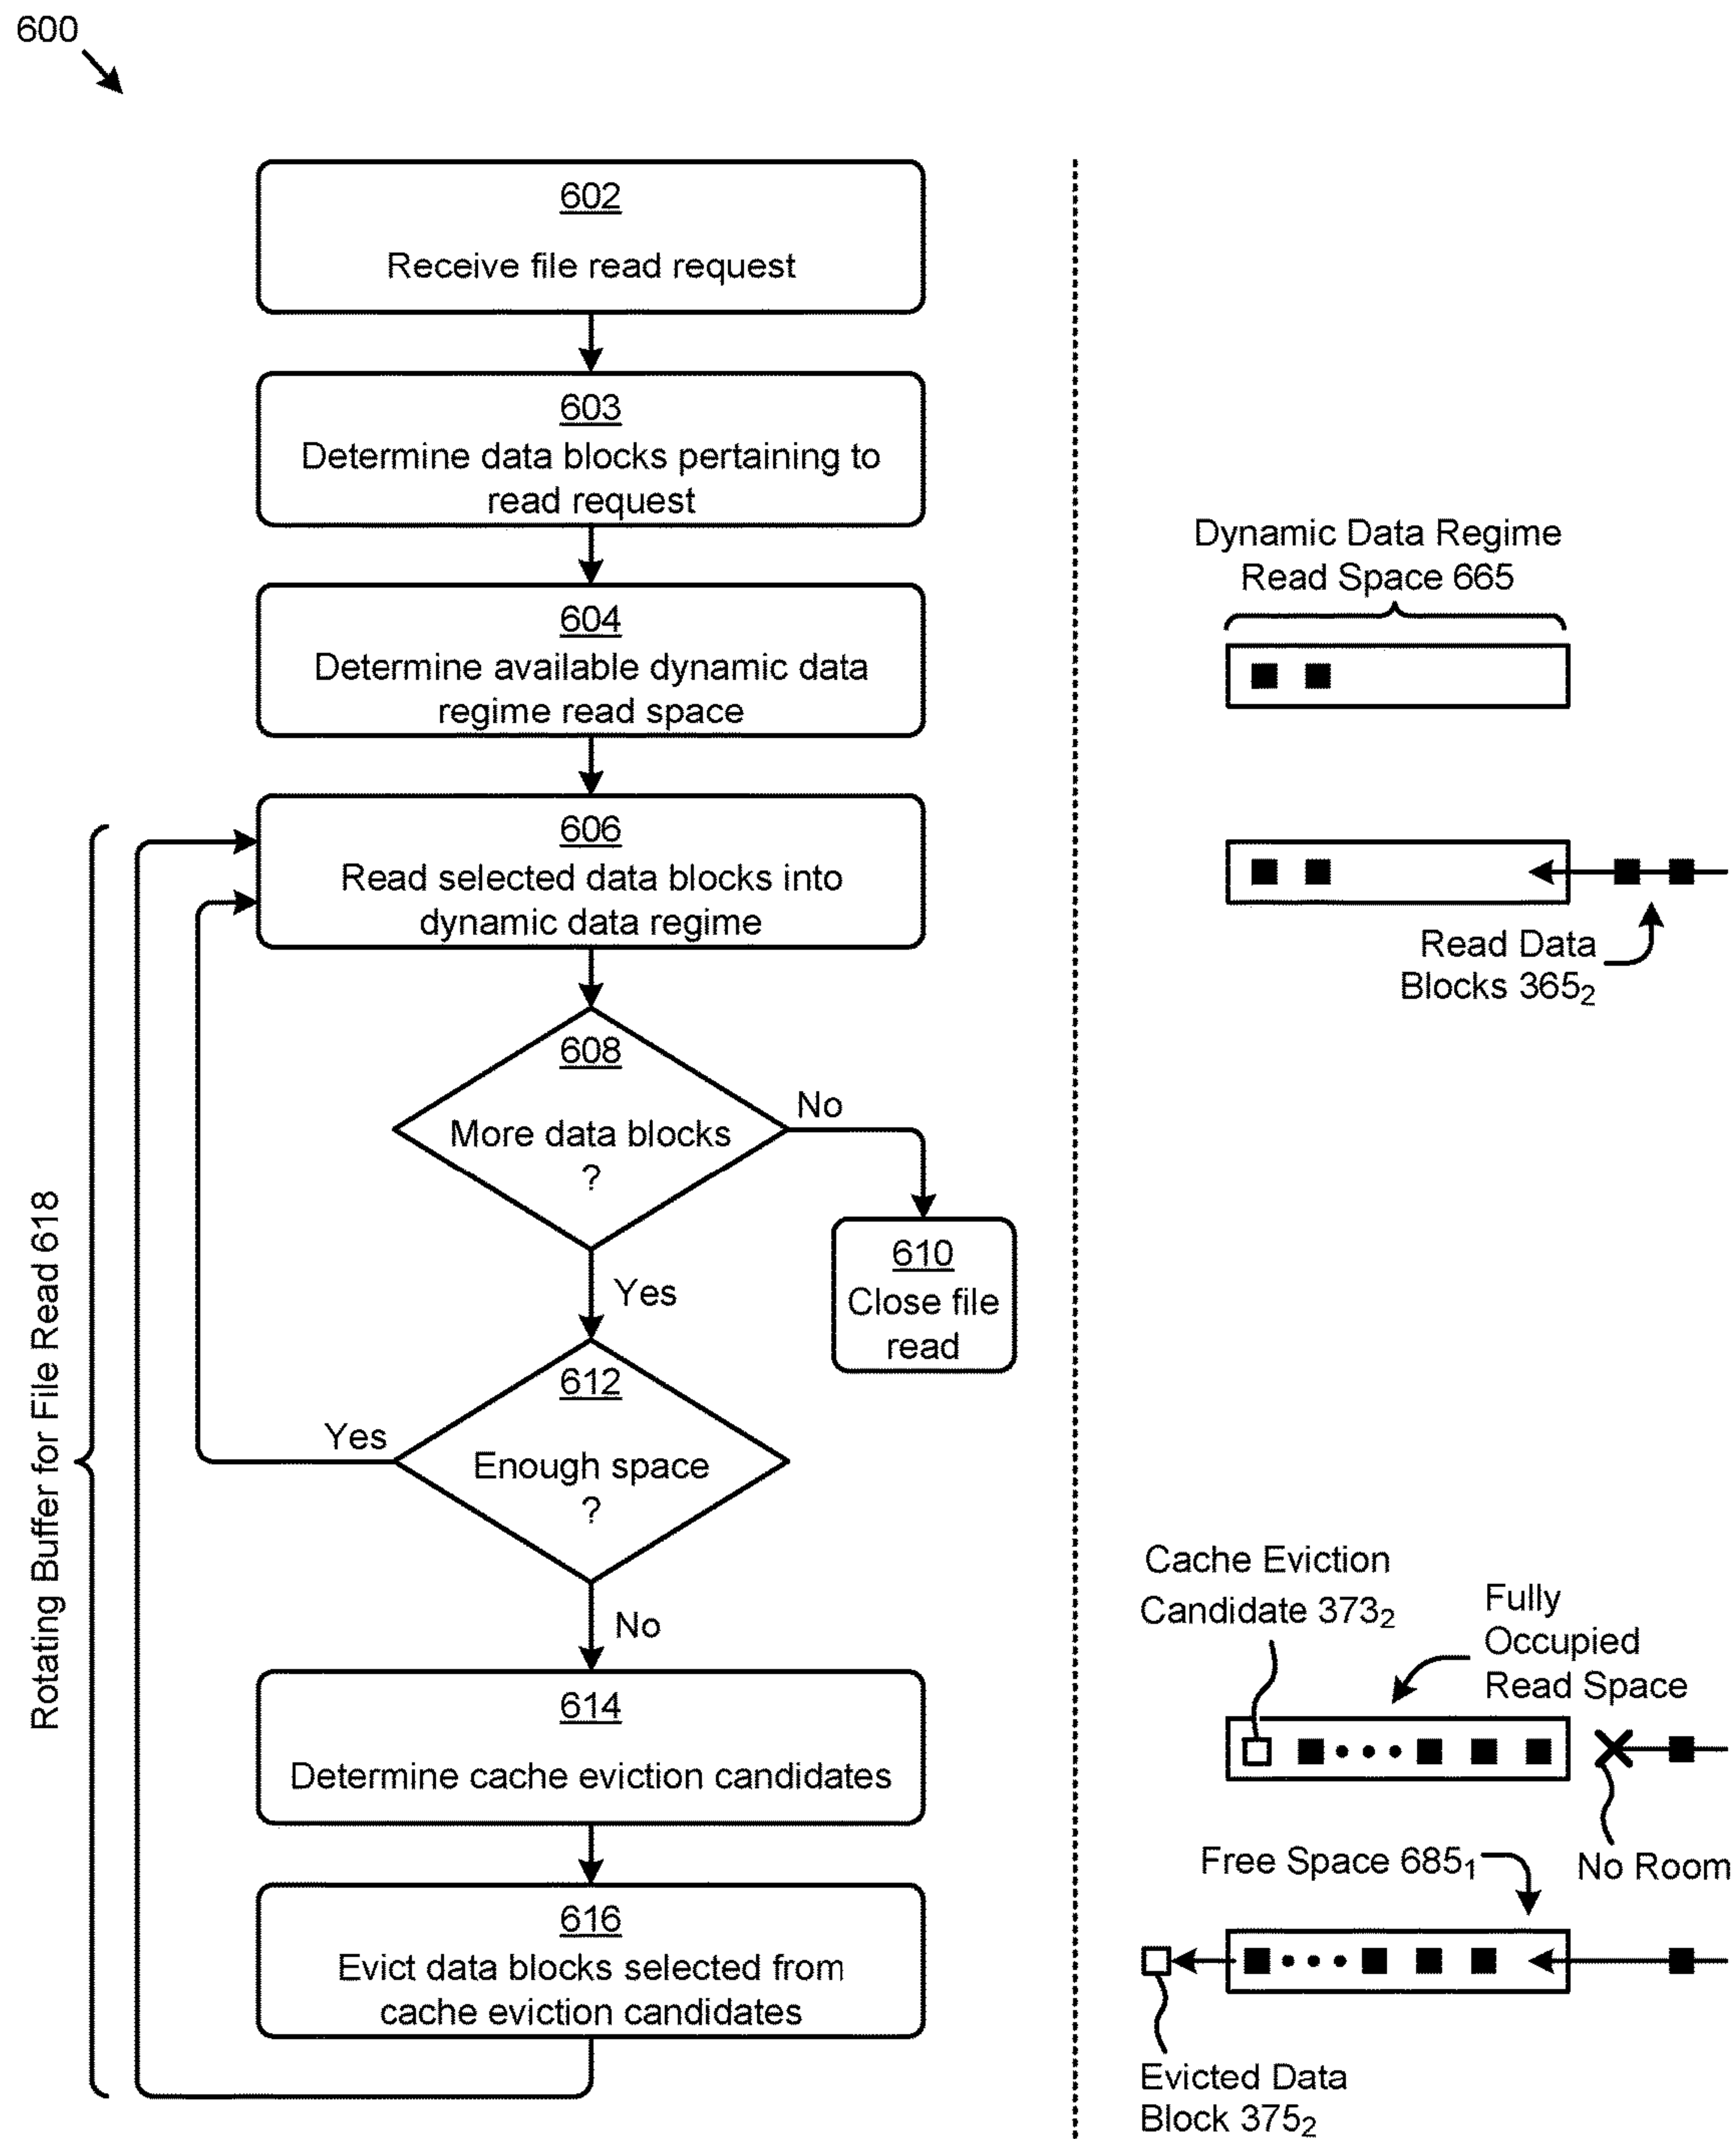 600
602
Receive file read request
603
Determine data blocks pertaining to
read request
604
Determine available dynamic data
regime read space
606
Read selected data blocks into
dynamic data regime
608
More data blocks
?
No
Yes
610
Close file
read
612
Enough space
?
Yes
No
614
Determine cache eviction candidates
616
Evict data blocks selected from
cache eviction candidates
Rotating Buffer for File Read 618
Dynamic Data Regime
Read Space 665
Read Data
Blocks 365₂
Cache Eviction
Candidate 373₂
Fully
Occupied
Read Space
No Room
Free Space 685₁
Evicted Data
Block 375₂